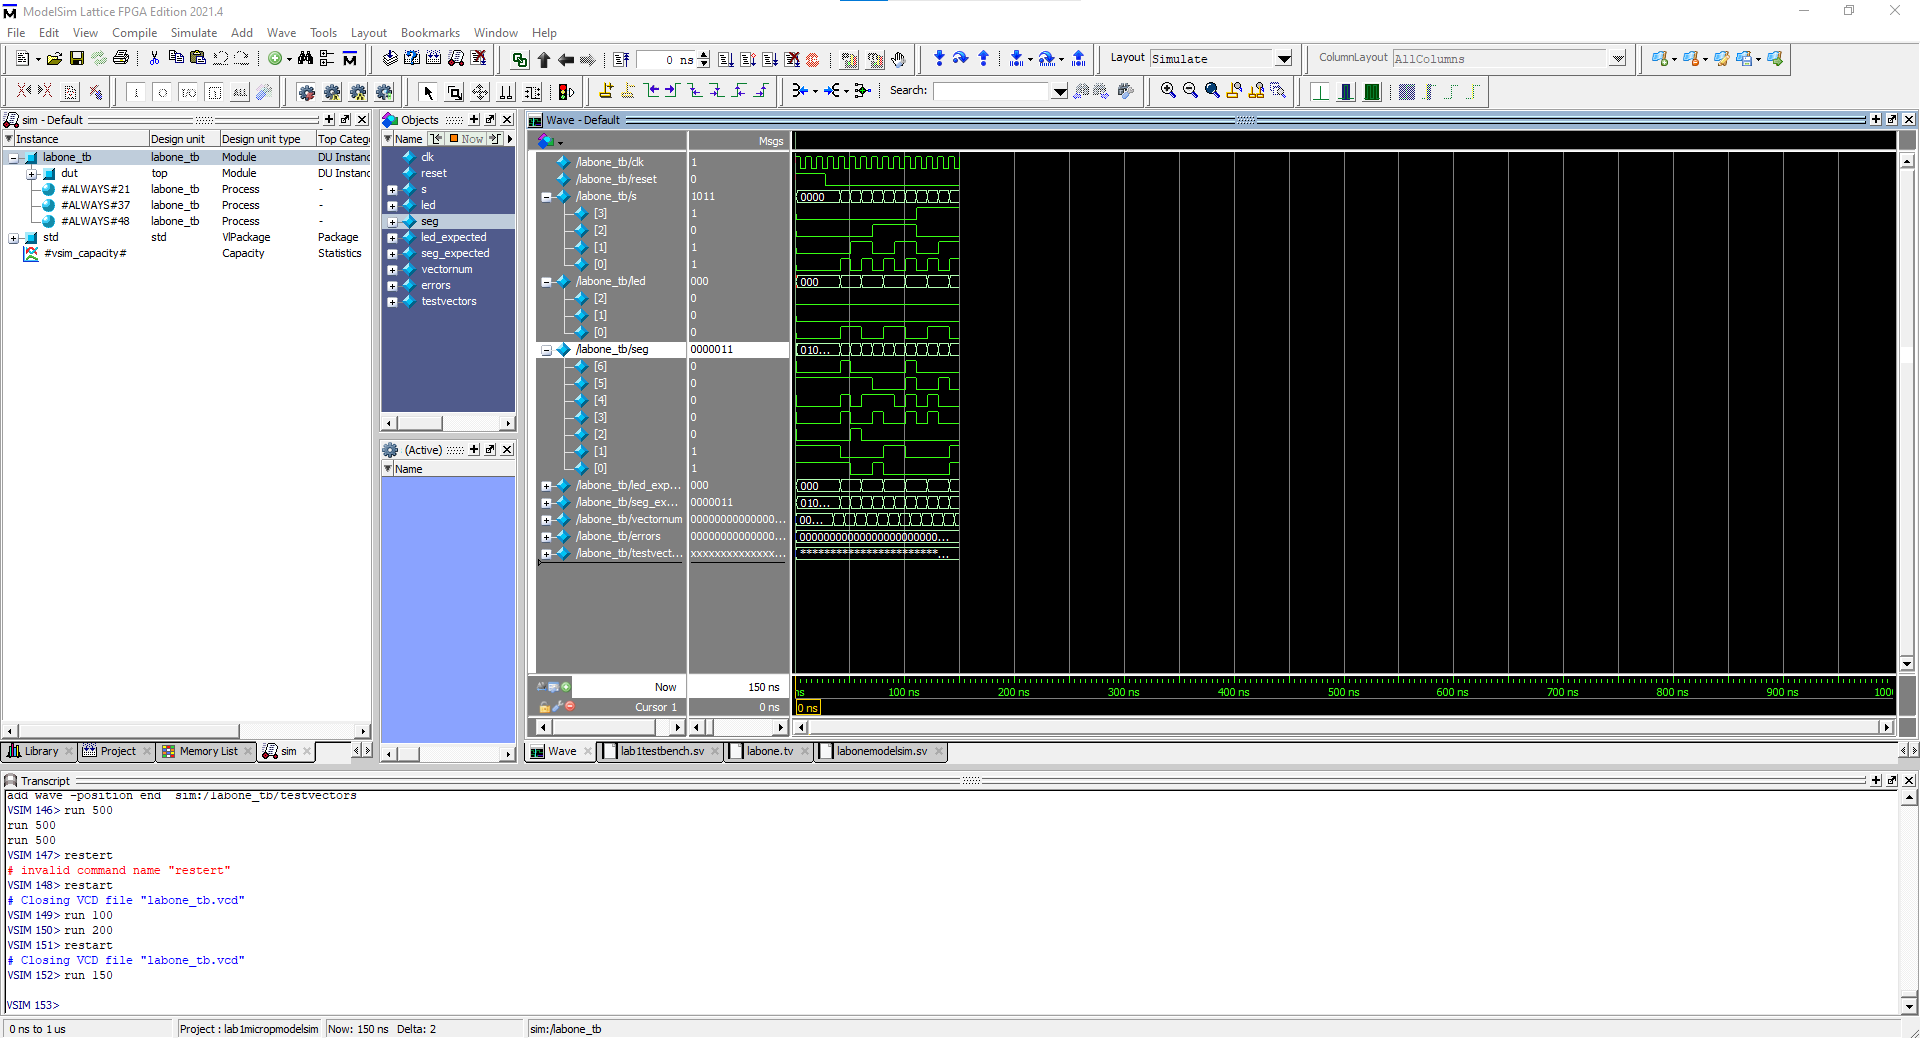 ModelSim Lattice FPGA Edition 2021.4
File Edit View Compile Simulate Add Wave Tools Layout Bookmarks Window Help
0 ns
Layout Simulate
ColumnLayout AllColumns
Search:
sim - Default
Instance Design unit Design unit type Top Catego
labone_tb labone_tb Module DU Instanc
dut top Module DU Instanc
#ALWAYS#21 labone_tb Process -
#ALWAYS#37 labone_tb Process -
#ALWAYS#48 labone_tb Process -
std std VlPackage Package
#vsim_capacity# Capacity Statistics
Library Project Memory List sim
Objects
Name Now
clk
reset
s
led
seg
led_expected
seg_expected
vectornum
errors
testvectors
(Active)
Name
Wave - Default
Msgs
/labone_tb/clk 1
/labone_tb/reset 0
/labone_tb/s 1011 0000
[3] 1
[2] 0
[1] 1
[0] 1
/labone_tb/led 000 000
[2] 0
[1] 0
[0] 0
/labone_tb/seg 0000011 010...
[6] 0
[5] 0
[4] 0
[3] 0
[2] 0
[1] 1
[0] 1
/labone_tb/led_exp... 000 000
/labone_tb/seg_ex... 0000011 010...
/labone_tb/vectornum 00000000000000... 00...
/labone_tb/errors 00000000000000...
/labone_tb/testvect... xxxxxxxxxxxxxx...
Now 150 ns
ns 100 ns 200 ns 300 ns 400 ns 500 ns 600 ns 700 ns 800 ns 900 ns 1000
Cursor 1 0 ns 0 ns
Wave lab1testbench.sv labone.tv labonemodelsim.sv
Transcript
add wave -position end  sim:/labone_tb/testvectors
VSIM 146> run 500
run 500
run 500
VSIM 147> restert
# invalid command name "restert"
VSIM 148> restart
# Closing VCD file "labone_tb.vcd"
VSIM 149> run 100
VSIM 150> run 200
VSIM 151> restart
# Closing VCD file "labone_tb.vcd"
VSIM 152> run 150
VSIM 153>
0 ns to 1 us Project : lab1micropmodelsim Now: 150 ns Delta: 2 sim:/labone_tb